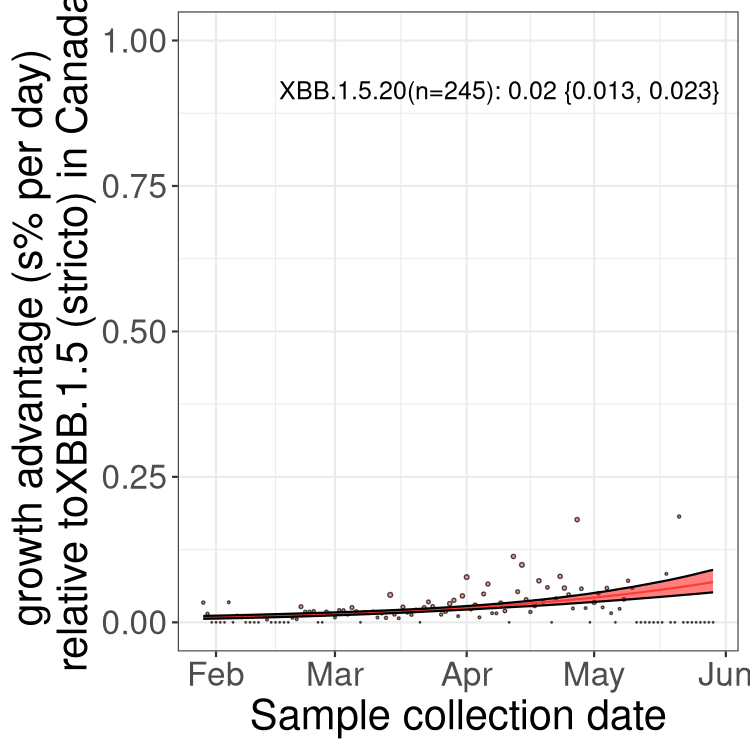 growth advantage (s% per day)
relative toXBB.1.5 (stricto) in Canada
1.00
0.75
0.50
0.25
0.00
XBB.1.5.20(n=245): 0.02 {0.013, 0.023}
Feb Mar Apr May Jun
Sample collection date